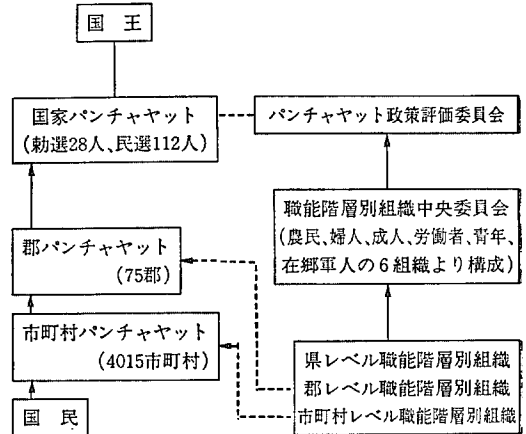 国王
国家パンチャヤット
(勅選28人、民選112人)
パンチャヤット政策評価委員会
職能階層別組織中央委員会
(農民、婦人、成人、労働者、青年、
在郷軍人の6組織より構成)
郡パンチャヤット
(75郡)
市町村パンチャヤット
(4015市町村)
県レベル職能階層別組織
郡レベル職能階層別組織
市町村レベル職能階層別組織
国民